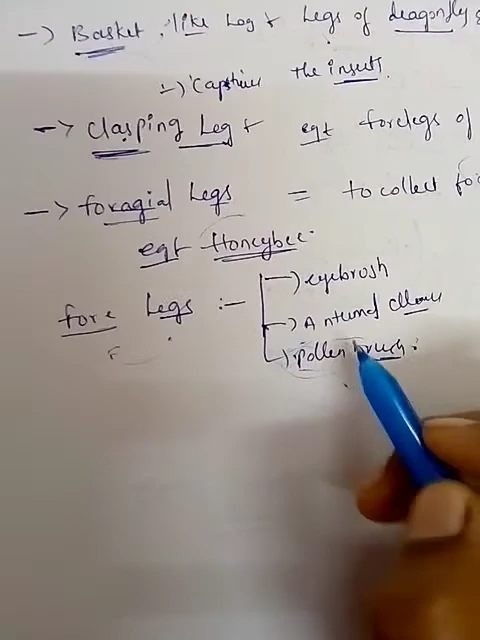 -> Basket like Leg + Legs of dragonfly
=> Capture the insects.
-> Clasping Leg + eg+ forelegs of
-> foragial Legs = to collect
eg+ Honeybee.
fore Legs :- -> eyebrush
-> Antennal
-> pollen brush.